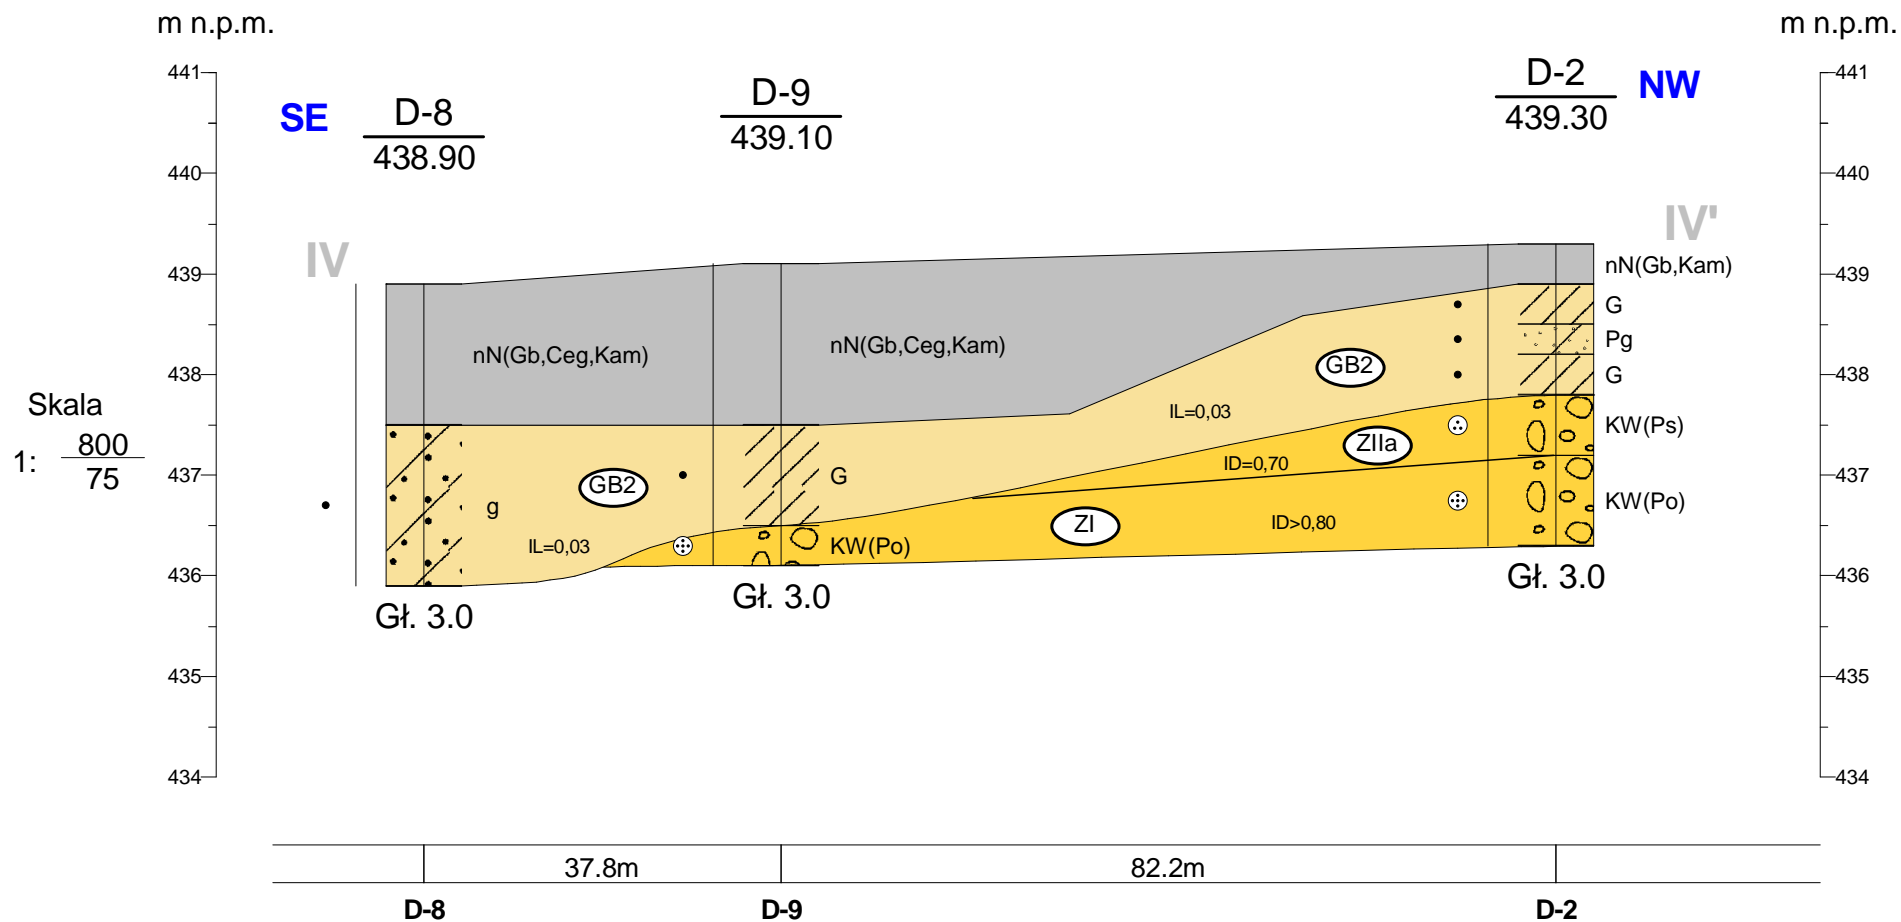 m n.p.m.
m n.p.m.
SE
D-8
438.90
D-9
439.10
D-2
439.30
NW
441
440
439
438
437
436
435
434
441
440
439
438
437
436
435
434
IV
IV'
Skala
1:
800
75
nN(Gb,Ceg,Kam)
nN(Gb,Ceg,Kam)
nN(Gb,Kam)
G
Pg
G
KW(Ps)
KW(Po)
GB2
IL=0,03
ZIIa
ID=0,70
ZI
ID>0,80
GB2
g
IL=0,03
G
KW(Po)
Gł. 3.0
Gł. 3.0
Gł. 3.0
37.8m
82.2m
D-8
D-9
D-2